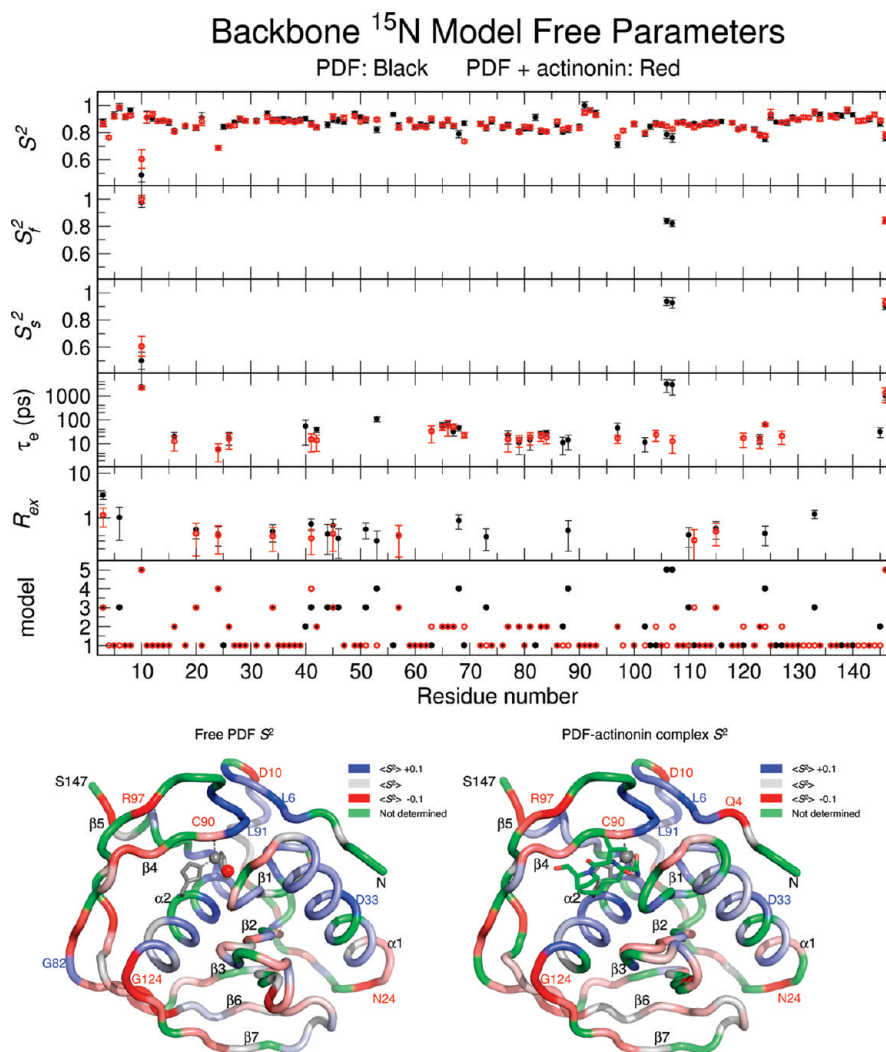 Backbone ¹⁵N Model Free Parameters
PDF: Black PDF + actinonin: Red
S²
1
0.8
0.6
S_f²
1
0.8
0.6
S_s²
1
0.8
0.6
τ_e (ps)
1000
100
10
R_ex
10
1
model
5
4
3
2
1
10 20 30 40 50 60 70 80 90 100 110 120 130 140
Residue number
Free PDF S²
<S²> +0.1
<S²>
<S²> -0.1
Not determined
S147
D10
R97
L6
β5
C90
L91
β4
β1
N
α2
D33
β2
α1
G82
β3
G124
β6
N24
β7
PDF-actinonin complex S²
<S²> +0.1
<S²>
<S²> -0.1
Not determined
S147
D10
R97
L6
Q4
β5
C90
L91
β4
β1
N
α2
D33
β2
α1
β3
G124
β6
N24
β7